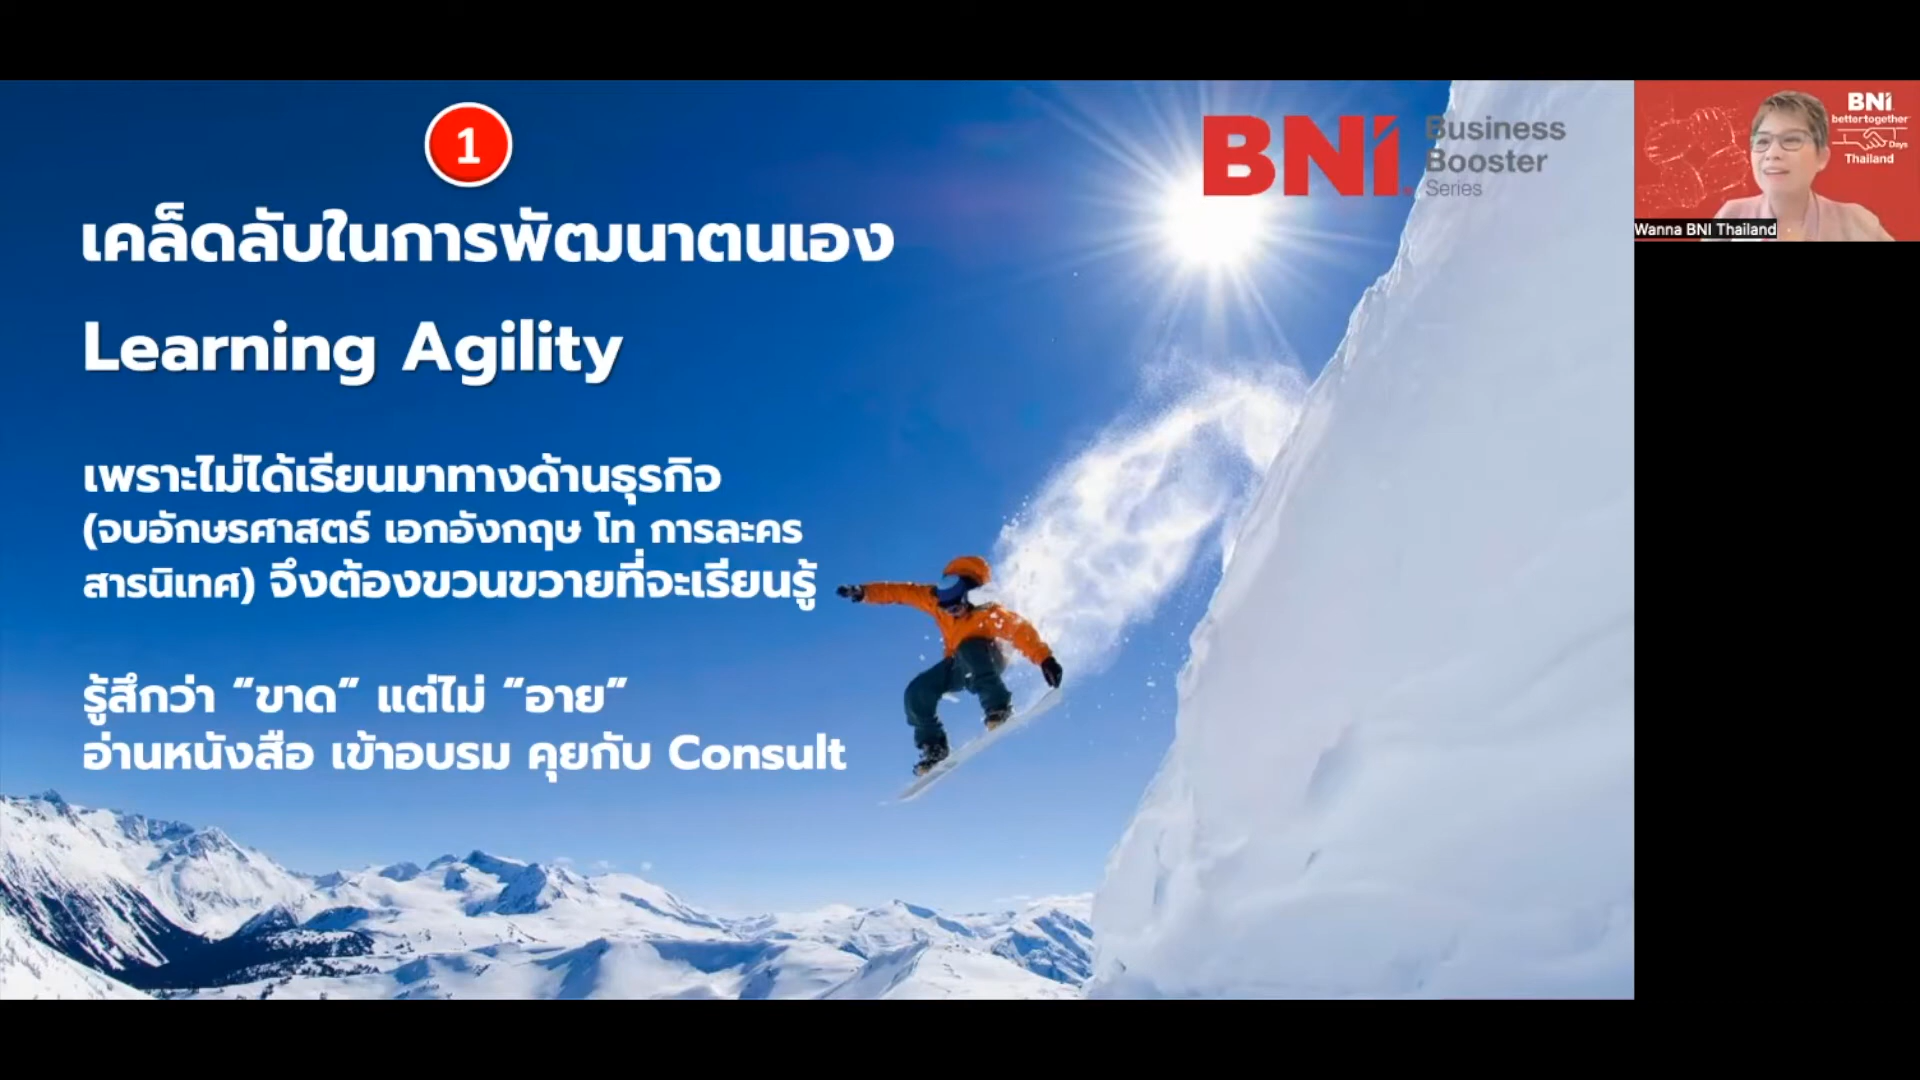 1
เคล็ดลับในการพัฒนาตนเอง
Learning Agility
เพราะไม่ได้เรียนมาทางด้านธุรกิจ
(จบอักษรศาสตร์ เอกอังกฤษ โท การละคร
สารนิเทศ) จึงต้องขวนขวายที่จะเรียนรู้
รู้สึกว่า “ขาด” แต่ไม่ “อาย”
อ่านหนังสือ เข้าอบรม คุยกับ Consult
BNI
Business
Booster
Series
BNI
bettertogether
Days
Thailand
Wanna BNI Thailand